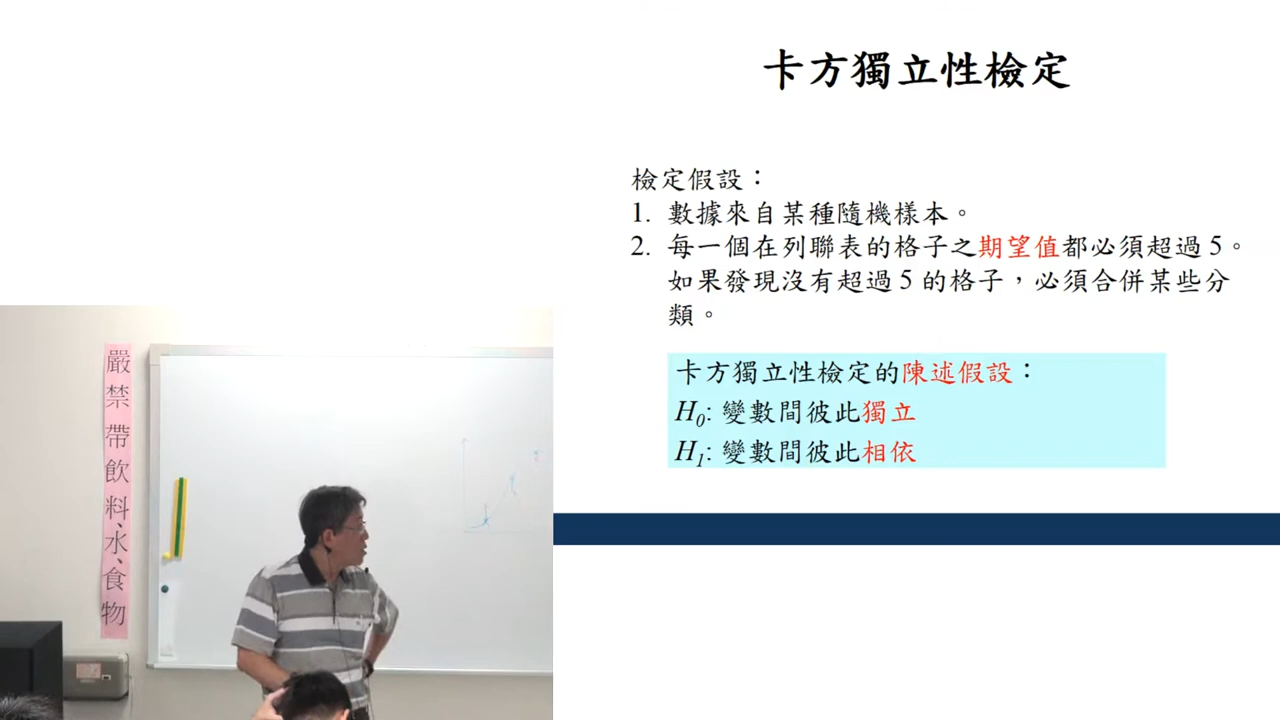 卡方獨立性檢定
檢定假設：
1. 數據來自某種隨機樣本。
2. 每一個在列聯表的格子之期望值都必須超過 5。
如果發現沒有超過 5 的格子，必須合併某些分
類。
卡方獨立性檢定的陳述假設：
H0: 變數間彼此獨立
H1: 變數間彼此相依
嚴禁帶飲料、水、食物